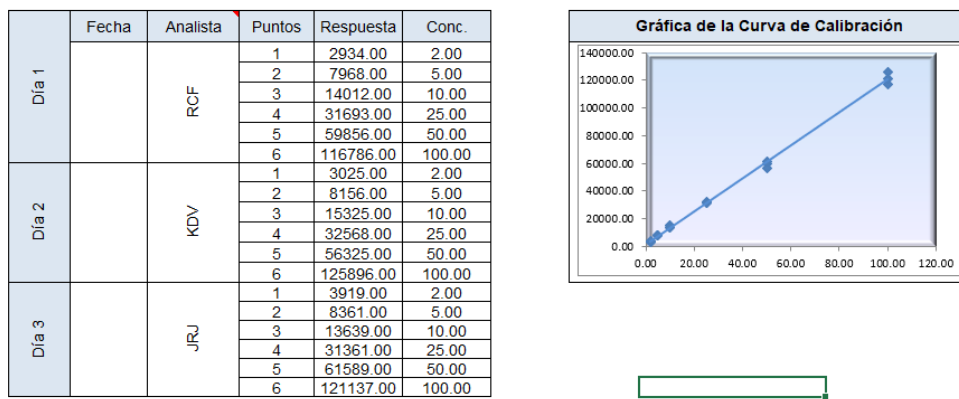 Fecha Analista Puntos Respuesta Conc.
Día 1
RCF
1 2934.00 2.00
2 7968.00 5.00
3 14012.00 10.00
4 31693.00 25.00
5 59856.00 50.00
6 116786.00 100.00
Día 2
KDV
1 3025.00 2.00
2 8156.00 5.00
3 15325.00 10.00
4 32568.00 25.00
5 56325.00 50.00
6 125896.00 100.00
Día 3
JRJ
1 3919.00 2.00
2 8361.00 5.00
3 13639.00 10.00
4 31361.00 25.00
5 61589.00 50.00
6 121137.00 100.00
Gráfica de la Curva de Calibración
140000.00
120000.00
100000.00
80000.00
60000.00
40000.00
20000.00
0.00
0.00 20.00 40.00 60.00 80.00 100.00 120.00